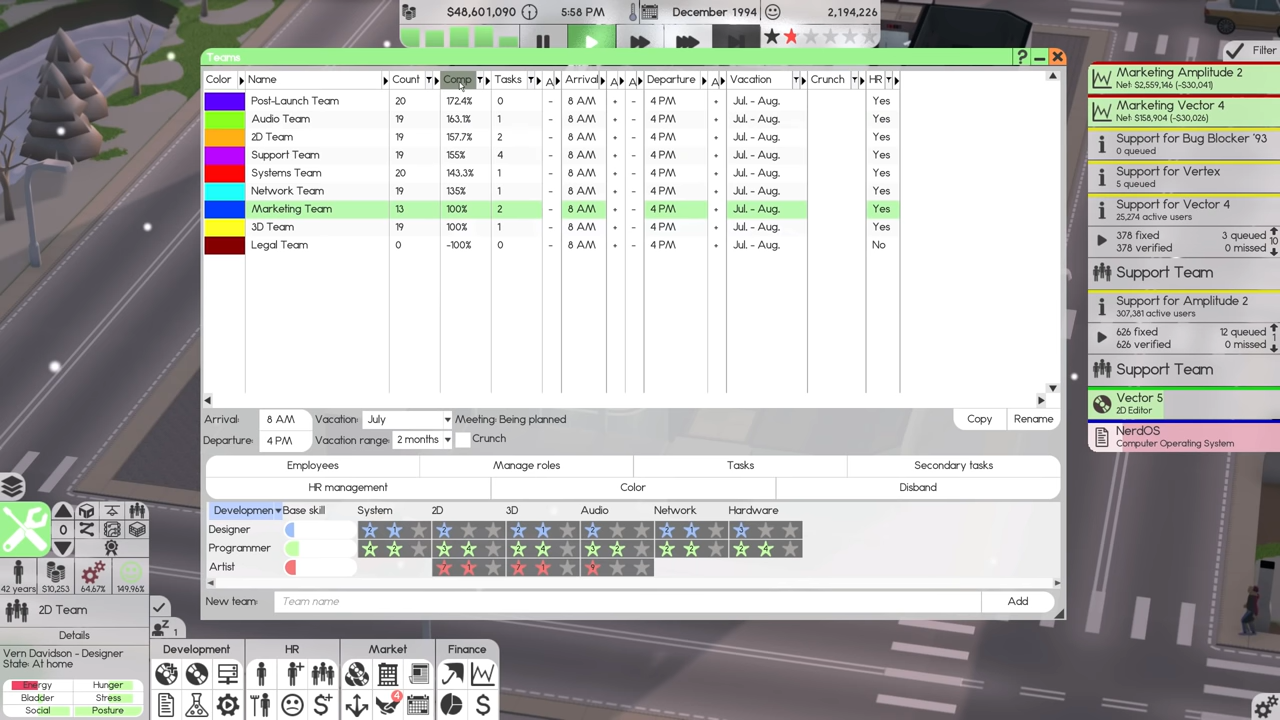 $48,601,090 5:58 PM December 1994 2,194,226
Filter
Teams ?
Color Name Count Comp Tasks A Arrival A A Departure A Vacation Crunch HR
Post-Launch Team 20 172.4% 0 - 8 AM + - 4 PM + Jul. - Aug. Yes
Audio Team 19 163.1% 1 - 8 AM + - 4 PM + Jul. - Aug. Yes
2D Team 19 157.7% 2 - 8 AM + - 4 PM + Jul. - Aug. Yes
Support Team 19 155% 4 - 8 AM + - 4 PM + Jul. - Aug. Yes
Systems Team 20 143.3% 1 - 8 AM + - 4 PM + Jul. - Aug. Yes
Network Team 19 135% 1 - 8 AM + - 4 PM + Jul. - Aug. Yes
Marketing Team 13 100% 2 - 8 AM + - 4 PM + Jul. - Aug. Yes
3D Team 19 100% 1 - 8 AM + - 4 PM + Jul. - Aug. Yes
Legal Team 0 -100% 0 - 8 AM + - 4 PM + Jul. - Aug. No
Arrival: 8 AM Vacation: July Meeting: Being planned Copy Rename
Departure: 4 PM Vacation range: 2 months Crunch
Employees Manage roles Tasks Secondary tasks
HR management Color Disband
Developmen Base skill System 2D 3D Audio Network Hardware
Designer
Programmer
Artist
New team: Team name Add
Marketing Amplitude 2
Net: $2,559,146 (-$30,041)
Marketing Vector 4
Net: $158,904 (-$30,026)
Support for Bug Blocker '93
0 queued
Support for Vertex
5 queued
Support for Vector 4
25,274 active users
378 fixed 3 queued
378 verified 0 missed
10
Support Team
Support for Amplitude 2
307,381 active users
626 fixed 12 queued
626 verified 0 missed
1
Support Team
Vector 5
2D Editor
NerdOS
Computer Operating System
0
42 years $10,253 64.67% 149.96%
2D Team
Details
Vern Davidson - Designer
State: At home
Energy Hunger
Bladder Stress
Social Posture
Z 1
Development HR Market Finance
4